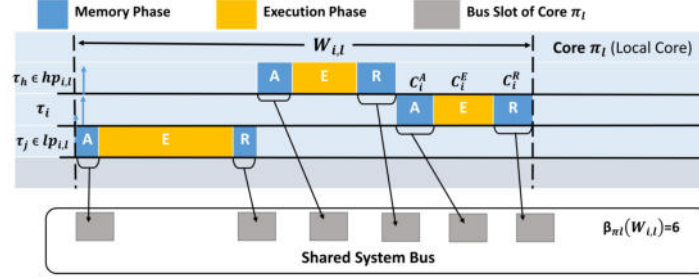 Memory Phase Execution Phase Bus Slot of Core π_l
W_{i,l} Core π_l (Local Core)
τ_h ∈ hp_{i,l} A E R C_i^A C_i^E C_i^R
τ_i A E R
τ_j ∈ lp_{i,l} A E R
β_{πl}(W_{i,l})=6
Shared System Bus